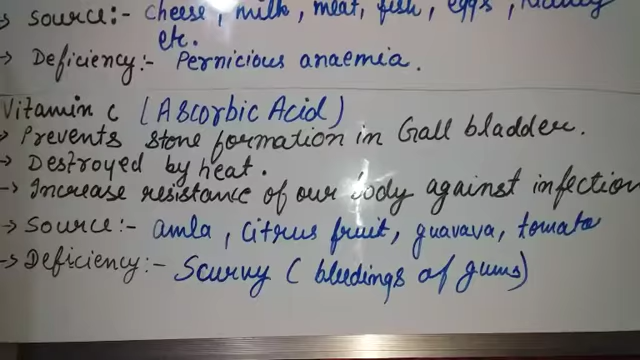 → Source:- Cheese, milk, meat, fish, eggs, kidney
etc.
→ Deficiency:- Pernicious anaemia.
Vitamin C (Ascorbic Acid)
→ Prevents stone formation in Gall bladder.
→ Destroyed by heat.
→ Increase resistance of our body against infection
→ Source:- amla, Citrus fruit, guavava, tomato
→ Deficiency:- Scurvy (bleedings of gums)